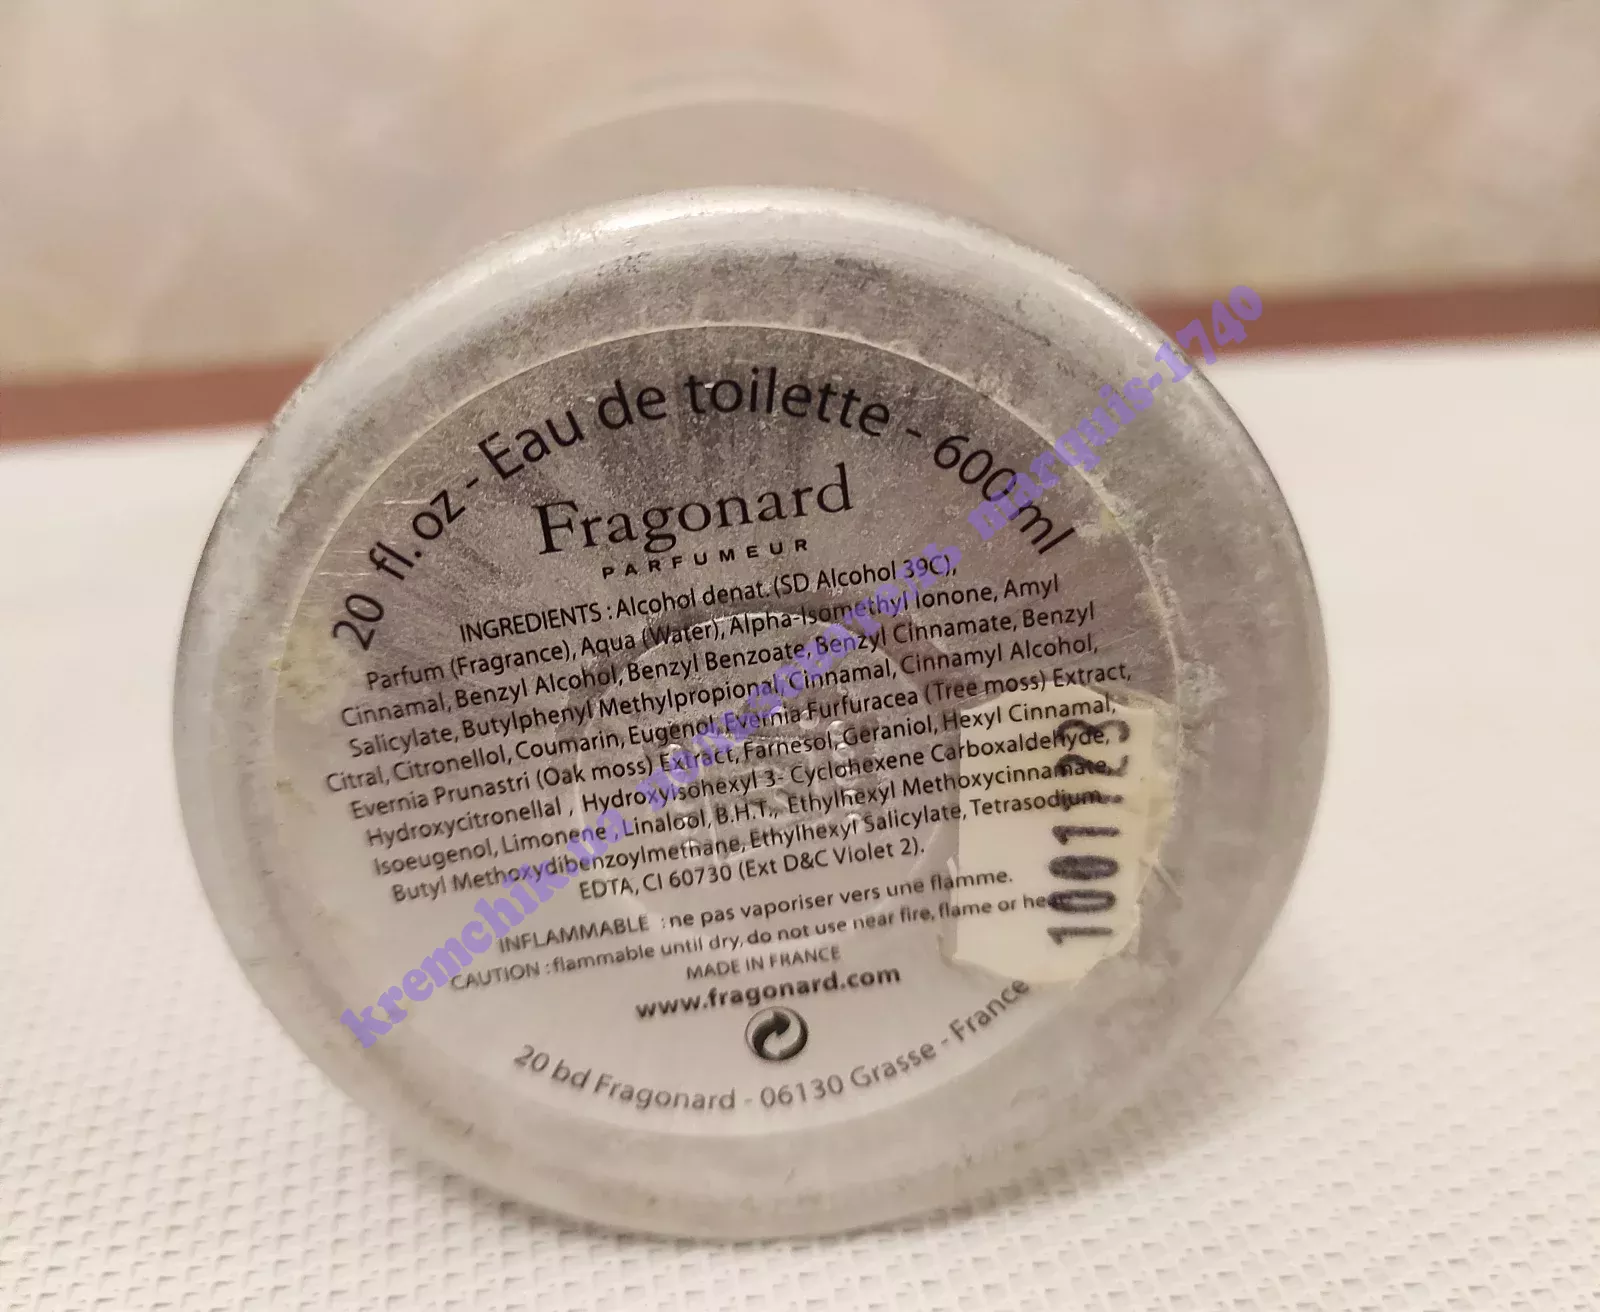 20 fl. oz - Eau de toilette - 600ml
Fragonard
PARFUMEUR
INGREDIENTS : Alcohol denat. (SD Alcohol 39C),
Parfum (Fragrance), Aqua (Water), Alpha-Isomethyl Ionone, Amyl
Cinnamal, Benzyl Alcohol, Benzyl Benzoate, Benzyl Cinnamate, Benzyl
Salicylate, Butylphenyl Methylpropional, Cinnamal, Cinnamyl Alcohol,
Citral, Citronellol, Coumarin, Eugenol, Evernia Furfuracea (Tree moss) Extract,
Evernia Prunastri (Oak moss) Extract, Farnesol, Geraniol, Hexyl Cinnamal,
Hydroxycitronellal , Hydroxyisohexyl 3- Cyclohexene Carboxaldehyde,
Isoeugenol, Limonene , Linalool, B.H.T., Ethylhexyl Methoxycinnamate,
Butyl Methoxydibenzoylmethane, Ethylhexyl Salicylate, Tetrasodium
EDTA, CI 60730 (Ext D&C Violet 2).
INFLAMMABLE : ne pas vaporiser vers une flamme.
CAUTION : flammable until dry, do not use near fire, flame or
MADE IN FRANCE
www.fragonard.com
20 bd Fragonard - 06130 Grasse - France
marquis-1740